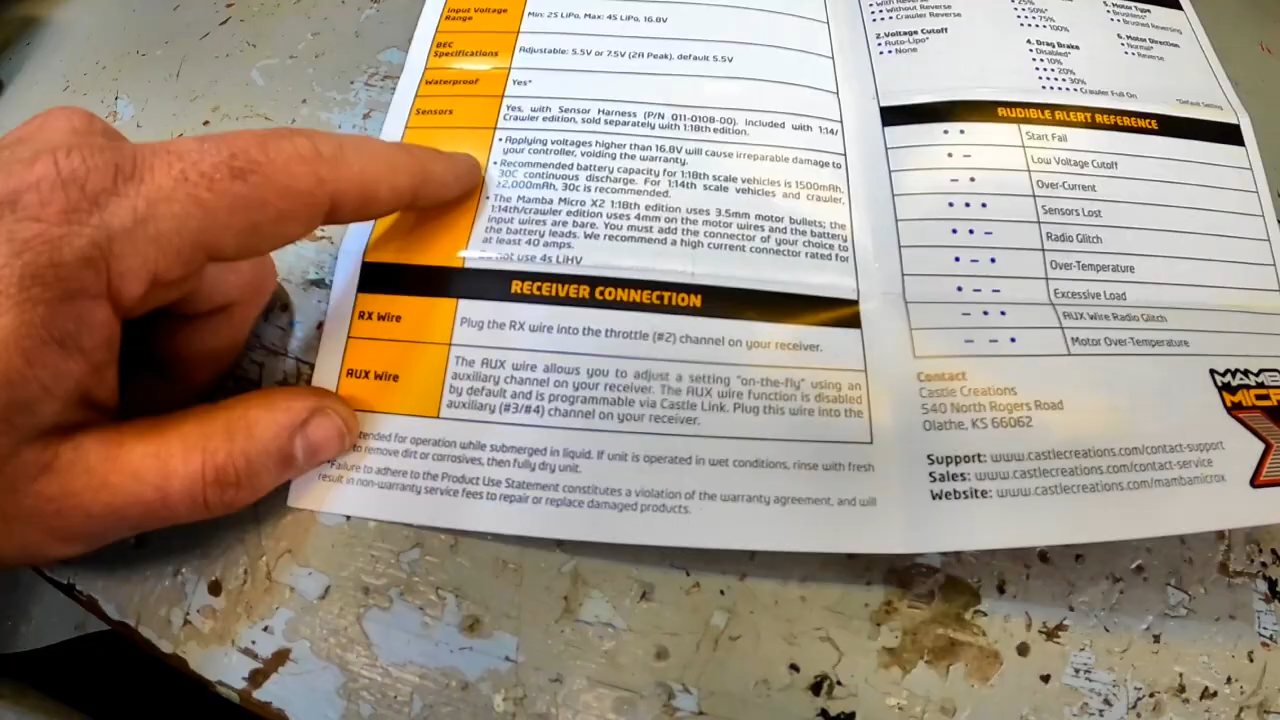 Input Voltage
Range
Min: 2S LiPo, Max: 4S LiPo, 16.8V
BEC
Specifications
Adjustable: 5.5V or 7.5V (2A Peak), default 5.5V
Waterproof
Yes*
Sensors
Yes, with Sensor Harness (P/N 011-0108-00). Included with 1:14/
Crawler edition, sold separately with 1:18th edition.
• Applying voltages higher than 16.8V will cause irreparable damage to
your controller, voiding the warranty.
• Recommended battery capacity for 1:18th scale vehicles is 1500mAh,
30C continuous discharge. For 1:14th scale vehicles and crawler,
≥2,000mAh, 30c is recommended.
• The Mamba Micro X2 1:18th edition uses 3.5mm motor bullets; the
1:14th/crawler edition uses 4mm on the motor wires and the battery
input wires are bare. You must add the connector of your choice to
the battery leads. We recommend a high current connector rated for
at least 40 amps.
not use 4s LiHV
RECEIVER CONNECTION
RX Wire
Plug the RX wire into the throttle (#2) channel on your receiver.
AUX Wire
The AUX wire allows you to adjust a setting "on-the-fly" using an
auxiliary channel on your receiver. The AUX wire function is disabled
by default and is programmable via Castle Link. Plug this wire into the
auxiliary (#3/#4) channel on your receiver.
tended for operation while submerged in liquid. If unit is operated in wet conditions, rinse with fresh
to remove dirt or corrosives, then fully dry unit.
*Failure to adhere to the Product Use Statement constitutes a violation of the warranty agreement, and will
result in non-warranty service fees to repair or replace damaged products.
• • Without Reverse
• • • Crawler Reverse
2.Voltage Cutoff
• Auto-Lipo*
• • None
• 25%
• • 50%*
• • • 75%
• • • • 100%
4. Drag Brake
• Disabled*
• • 10%
• • • 20%
• • • • 30%
• • • • • Crawler Full On
5. Motor Type
• Brushless*
• • Brushed Reversing
6. Motor Direction
• Normal*
• • Reverse
*Default Setting
AUDIBLE ALERT REFERENCE
• • Start Fail
• – Low Voltage Cutoff
– • Over-Current
• • • Sensors Lost
• • – Radio Glitch
• – • Over-Temperature
• – – Excessive Load
– • • AUX Wire Radio Glitch
– – • Motor Over-Temperature
Contact
Castle Creations
540 North Rogers Road
Olathe, KS 66062
Support: www.castlecreations.com/contact-support
Sales: www.castlecreations.com/contact-service
Website: www.castlecreations.com/mambamicrox
MAMB
MICR
X